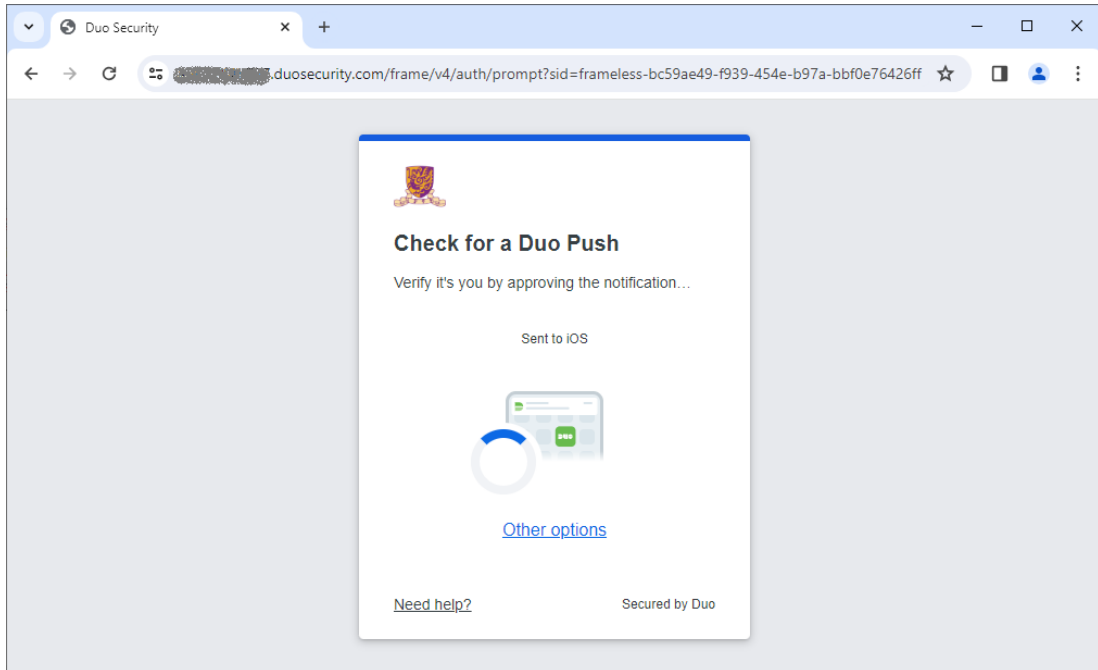 Duo Security
.duosecurity.com/frame/v4/auth/prompt?sid=frameless-bc59ae49-f939-454e-b97a-bbf0e76426ff
Check for a Duo Push
Verify it's you by approving the notification…
Sent to iOS
DUO
Other options
Need help?
Secured by Duo